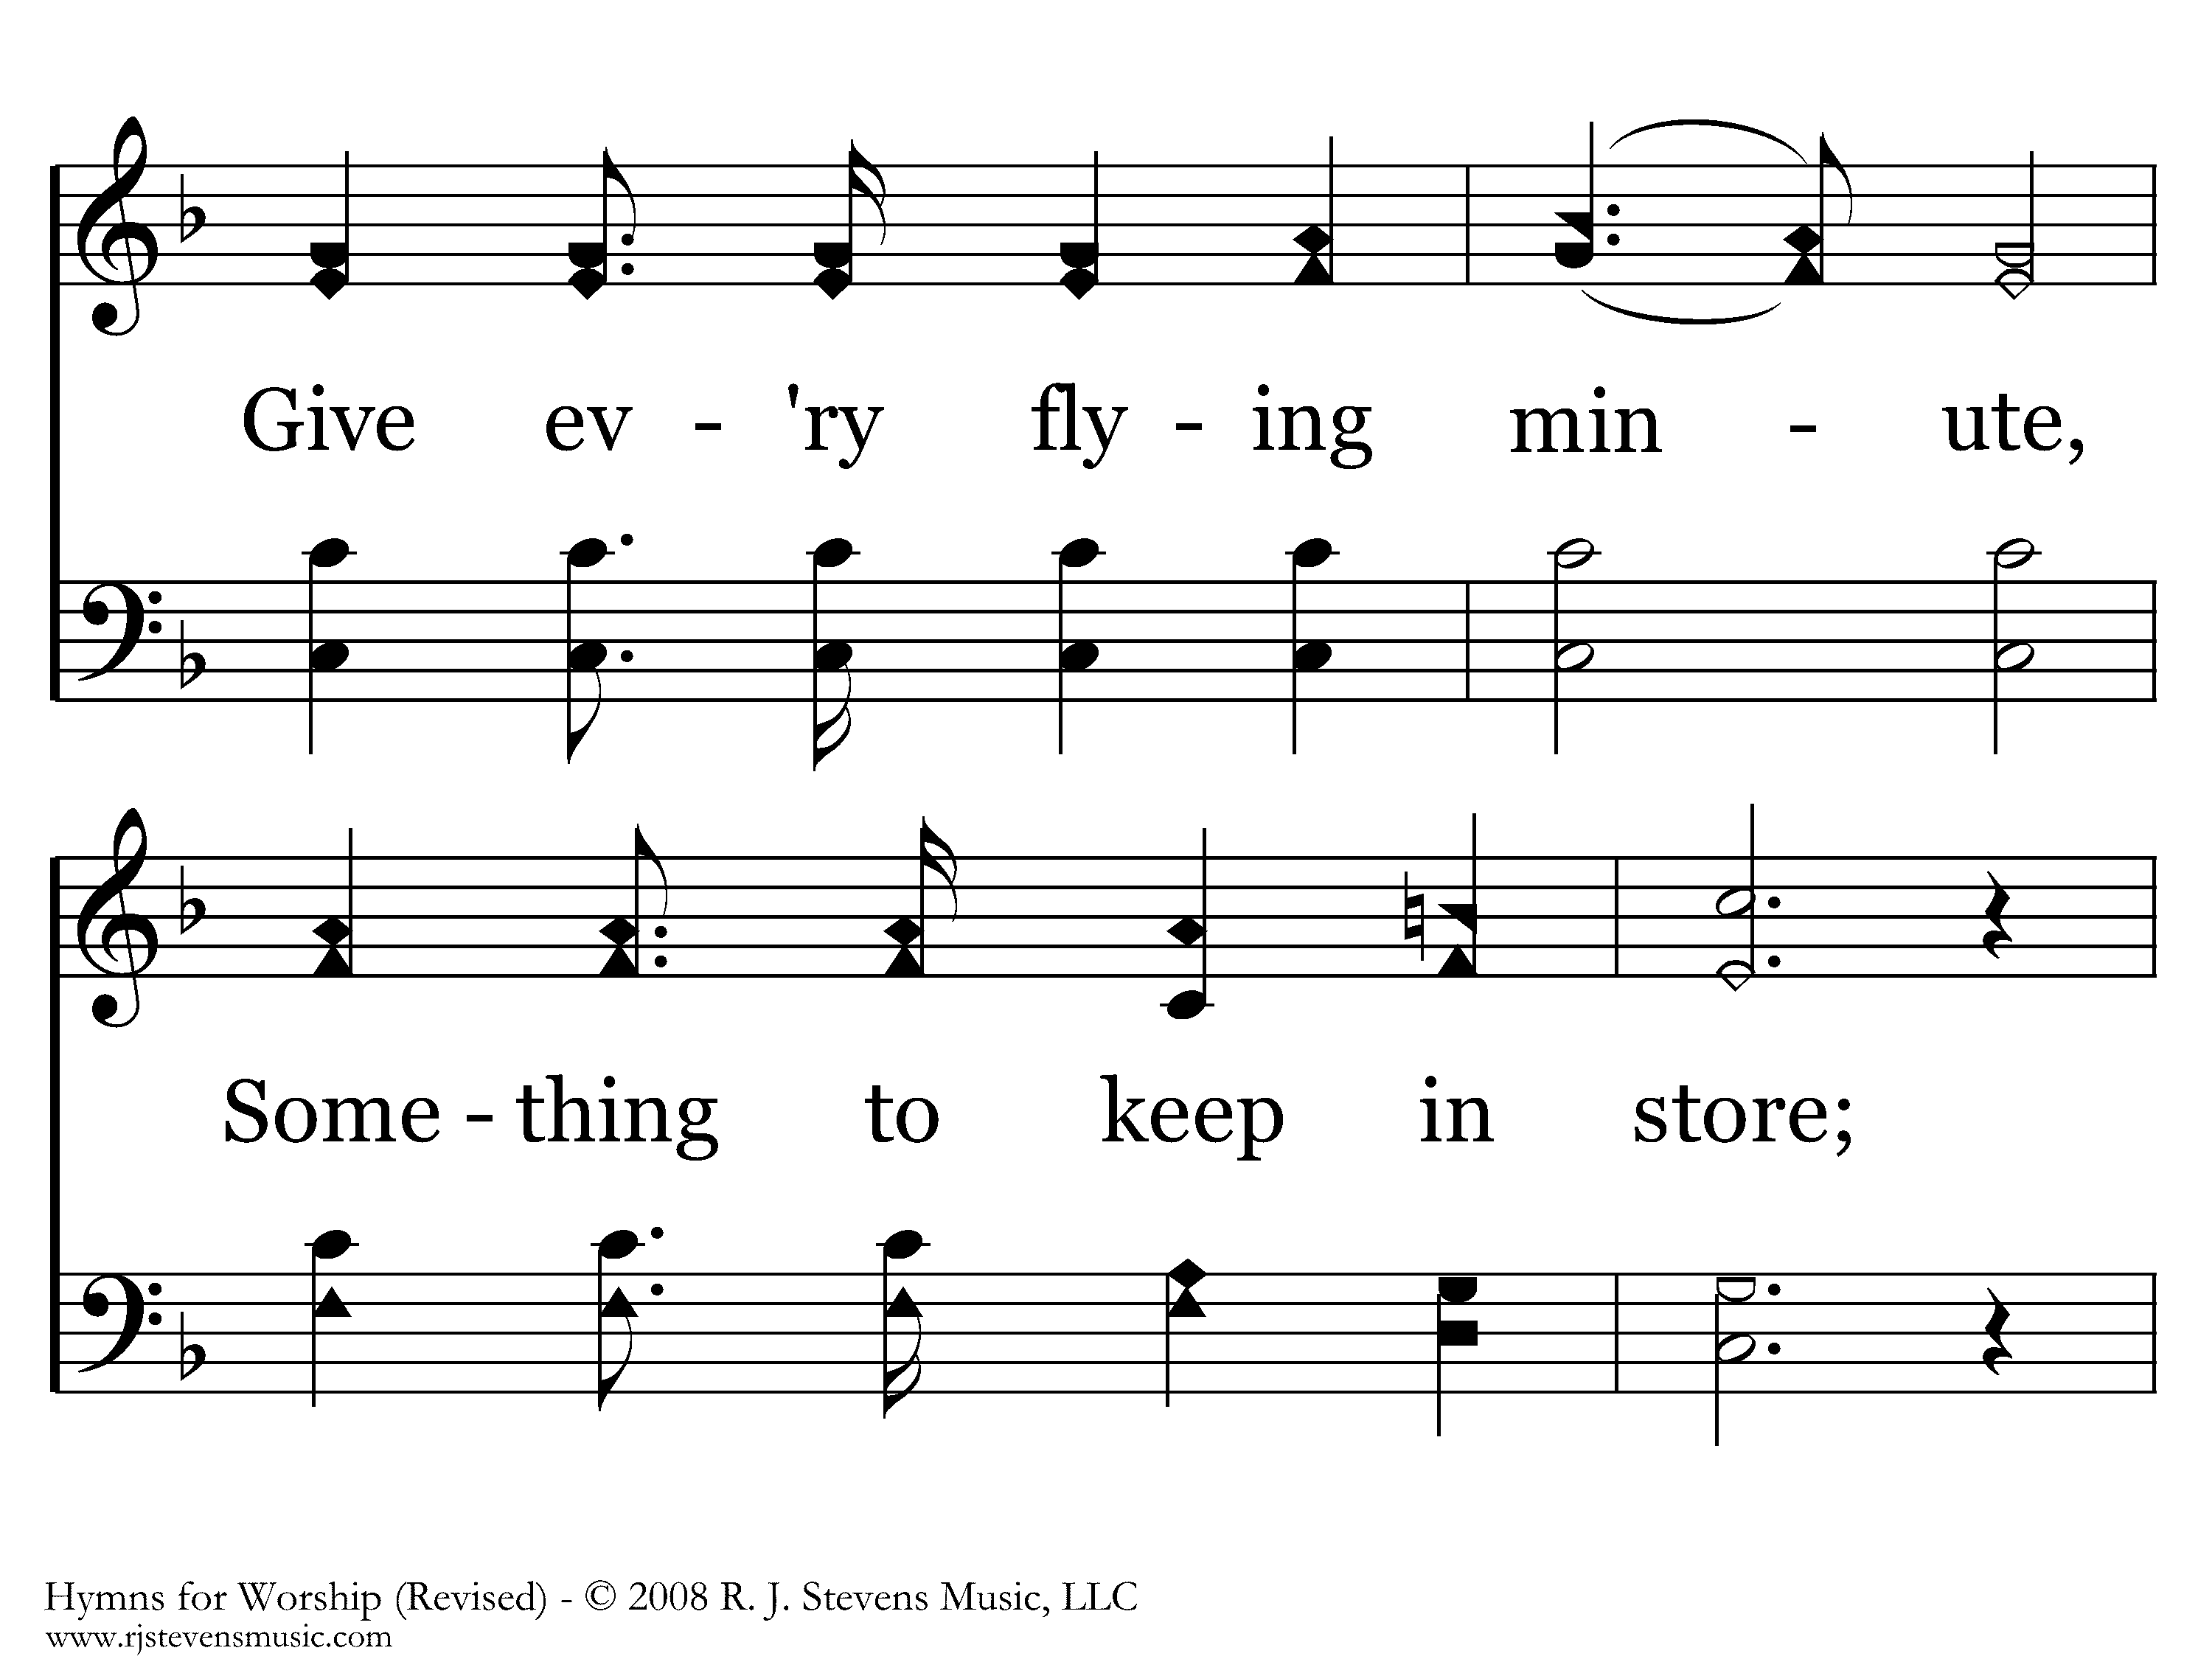 Give ev - 'ry fly - ing min - ute,
Some - thing to keep in store;
Hymns for Worship (Revised) - © 2008 R. J. Stevens Music, LLC
www.rjstevensmusic.com